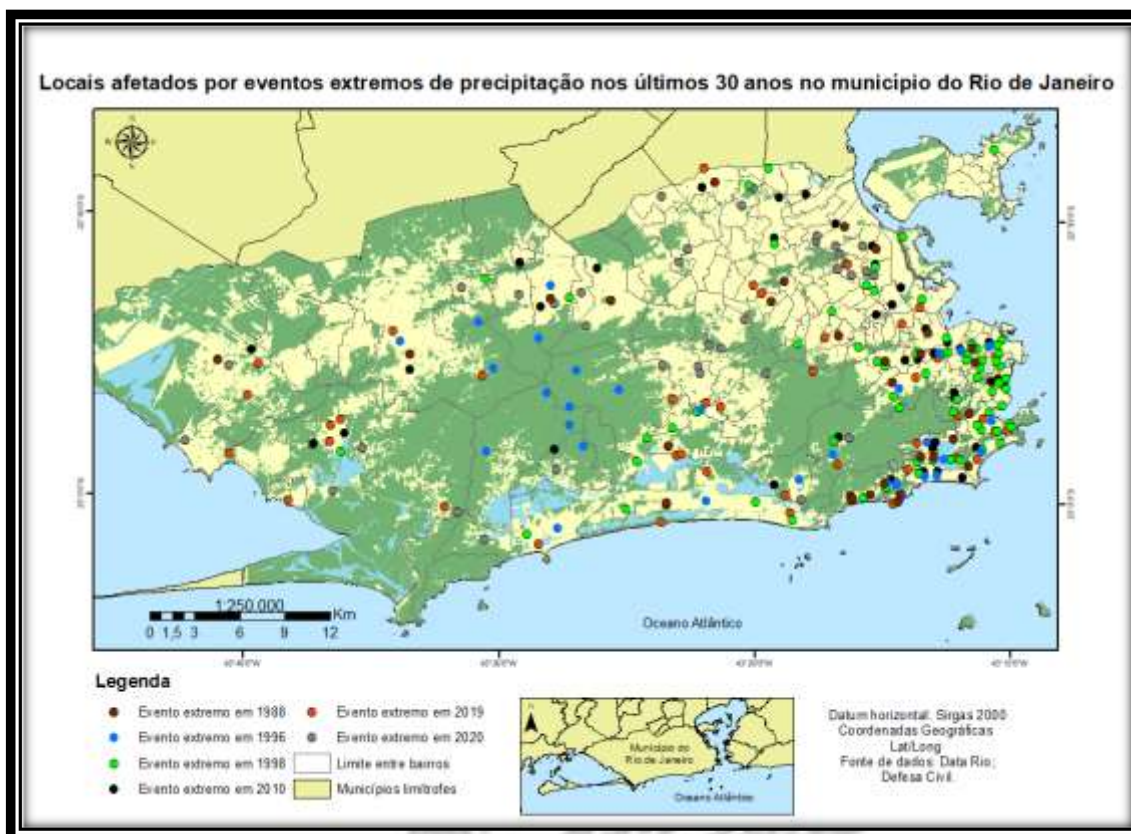 Locais afetados por eventos extremos de precipitação nos últimos 30 anos no município do Rio de Janeiro
1:250.000
Km
0 1,5 3 6 9 12
Oceano Atlântico
Legenda
Evento extremo em 1988
Evento extremo em 1996
Evento extremo em 1998
Evento extremo em 2010
Evento extremo em 2019
Evento extremo em 2020
Limite entre bairros
Municípios limítrofes
Município do
Rio de Janeiro
Oceano Atlântico
Datum horizontal: Sirgas 2000
Coordenadas Geográficas
Lat/Long
Fonte de dados: Data Rio;
Defesa Civil.